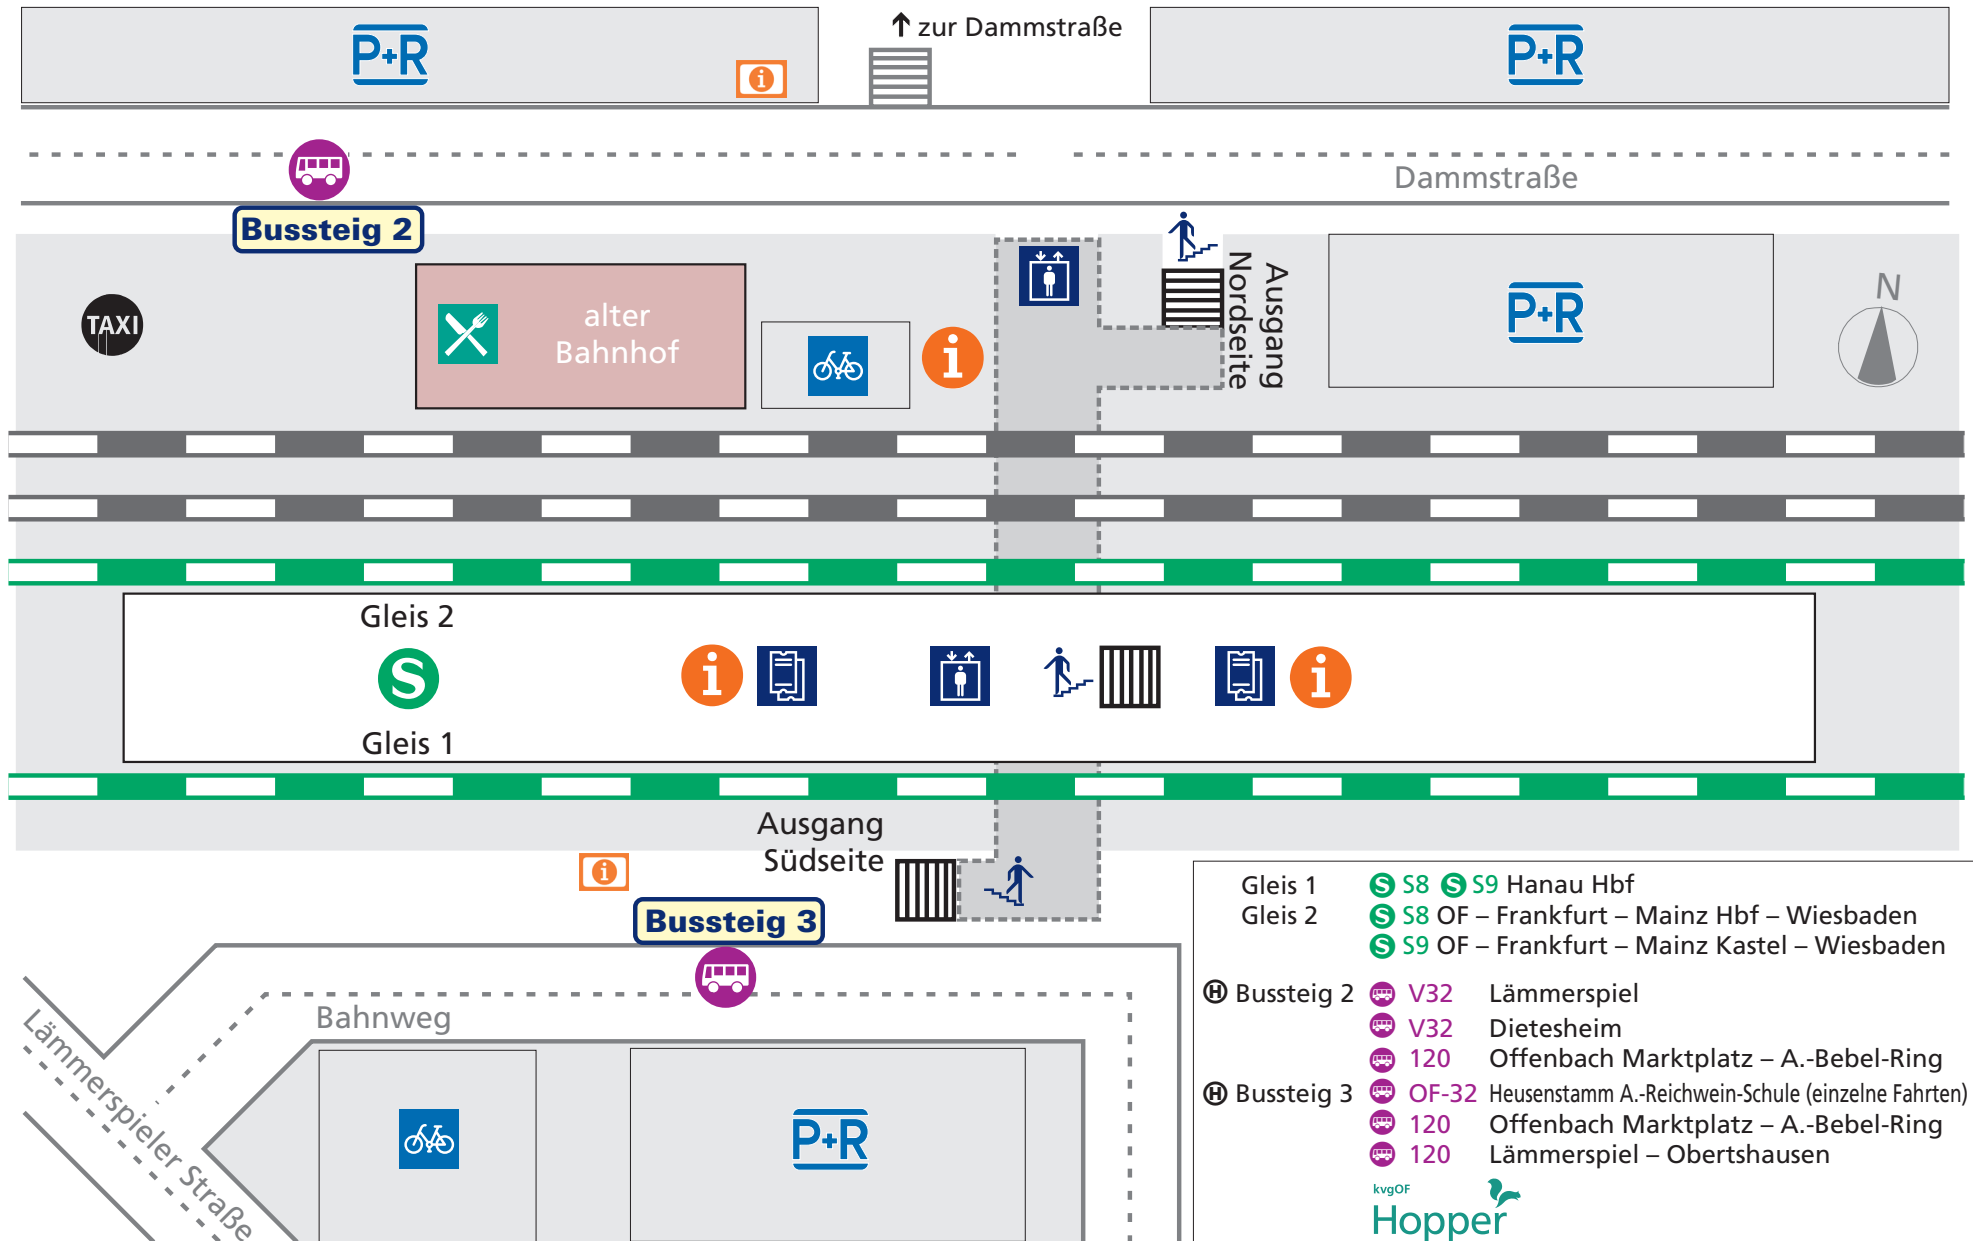 P+R
↑ zur Dammstraße
P+R
i
Dammstraße
Bussteig 2
TAXI
alter
Bahnhof
i
Ausgang
Nordseite
P+R
N
Gleis 2
S
i
i
Gleis 1
Ausgang
Südseite
i
Bussteig 3
Bahnweg
Lämmerspieler Straße
P+R
Gleis 1 S S8 S S9 Hanau Hbf
Gleis 2 S S8 OF – Frankfurt – Mainz Hbf – Wiesbaden
S S9 OF – Frankfurt – Mainz Kastel – Wiesbaden
H Bussteig 2 V32 Lämmerspiel
V32 Dietesheim
120 Offenbach Marktplatz – A.-Bebel-Ring
H Bussteig 3 OF-32 Heusenstamm A.-Reichwein-Schule (einzelne Fahrten)
120 Offenbach Marktplatz – A.-Bebel-Ring
120 Lämmerspiel – Obertshausen
kvgOF
Hopper